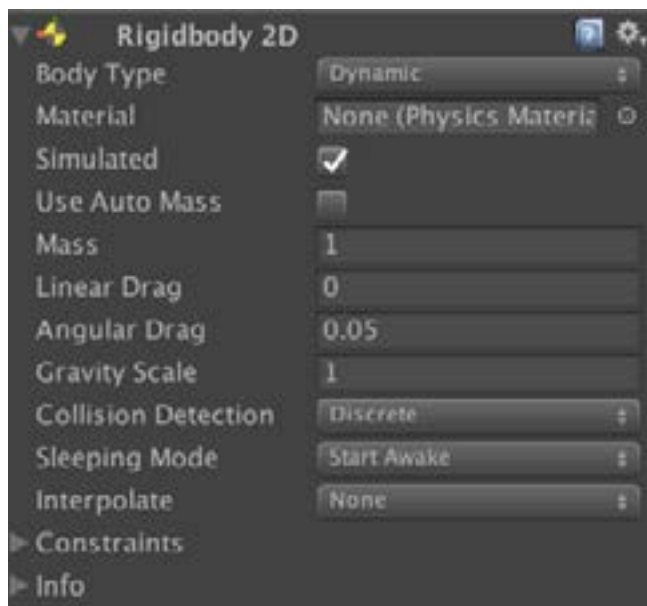 Rigidbody 2D
Body Type Dynamic
Material None (Physics Materia
Simulated
Use Auto Mass
Mass 1
Linear Drag 0
Angular Drag 0.05
Gravity Scale 1
Collision Detection Discrete
Sleeping Mode Start Awake
Interpolate None
Constraints
Info